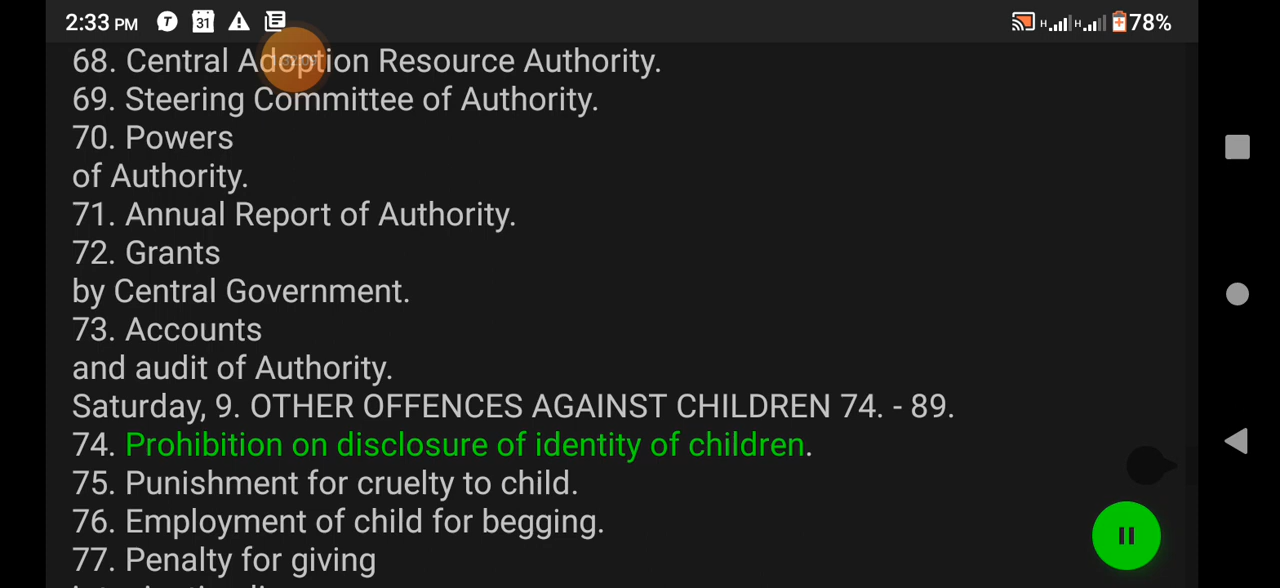 2:33 PM 31 78%
68. Central Adoption Resource Authority.
69. Steering Committee of Authority.
70. Powers
of Authority.
71. Annual Report of Authority.
72. Grants
by Central Government.
73. Accounts
and audit of Authority.
Saturday, 9. OTHER OFFENCES AGAINST CHILDREN 74. - 89.
74. Prohibition on disclosure of identity of children.
75. Punishment for cruelty to child.
76. Employment of child for begging.
77. Penalty for giving